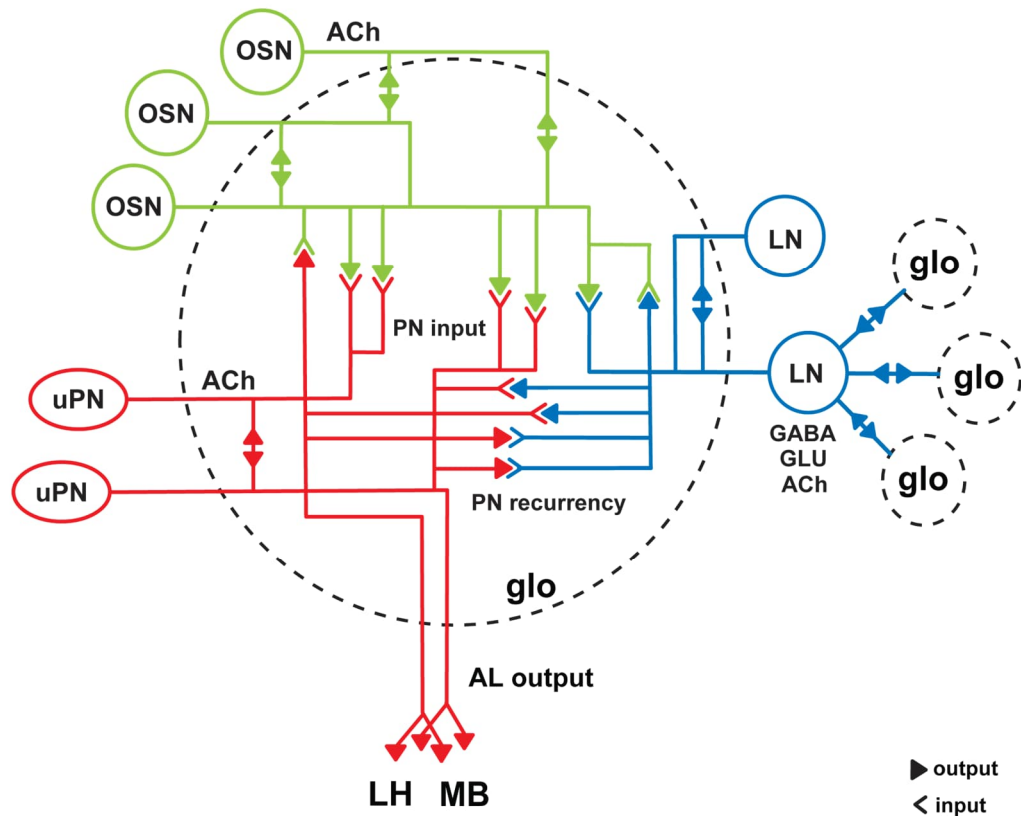 OSN
ACh
OSN
OSN
LN
glo
PN input
glo
uPN
ACh
LN
GABA
GLU
ACh
glo
uPN
PN recurrency
glo
AL output
LH MB
output
input